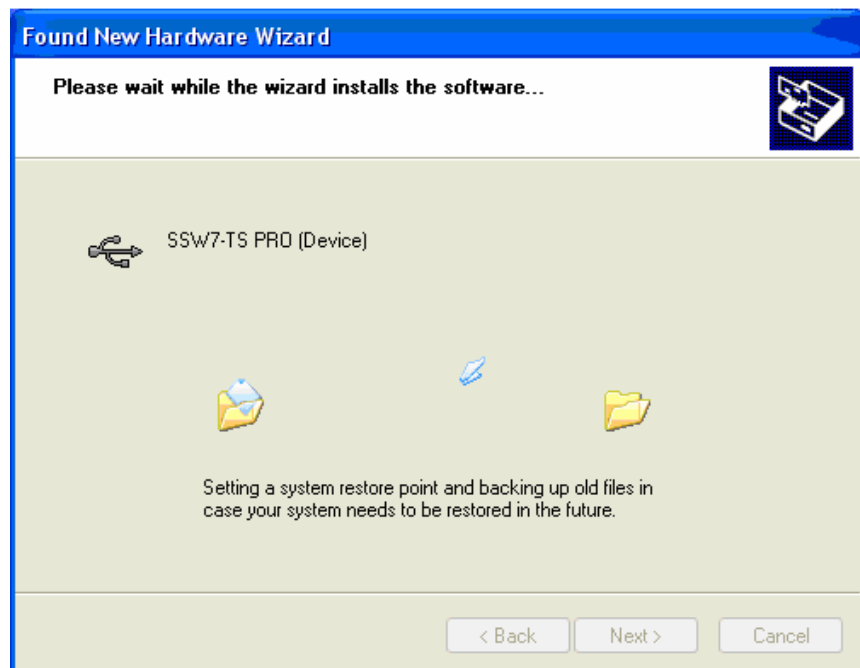 Found New Hardware Wizard
Please wait while the wizard installs the software...
SSW7-TS PRO (Device)
Setting a system restore point and backing up old files in
case your system needs to be restored in the future.
< Back
Next >
Cancel